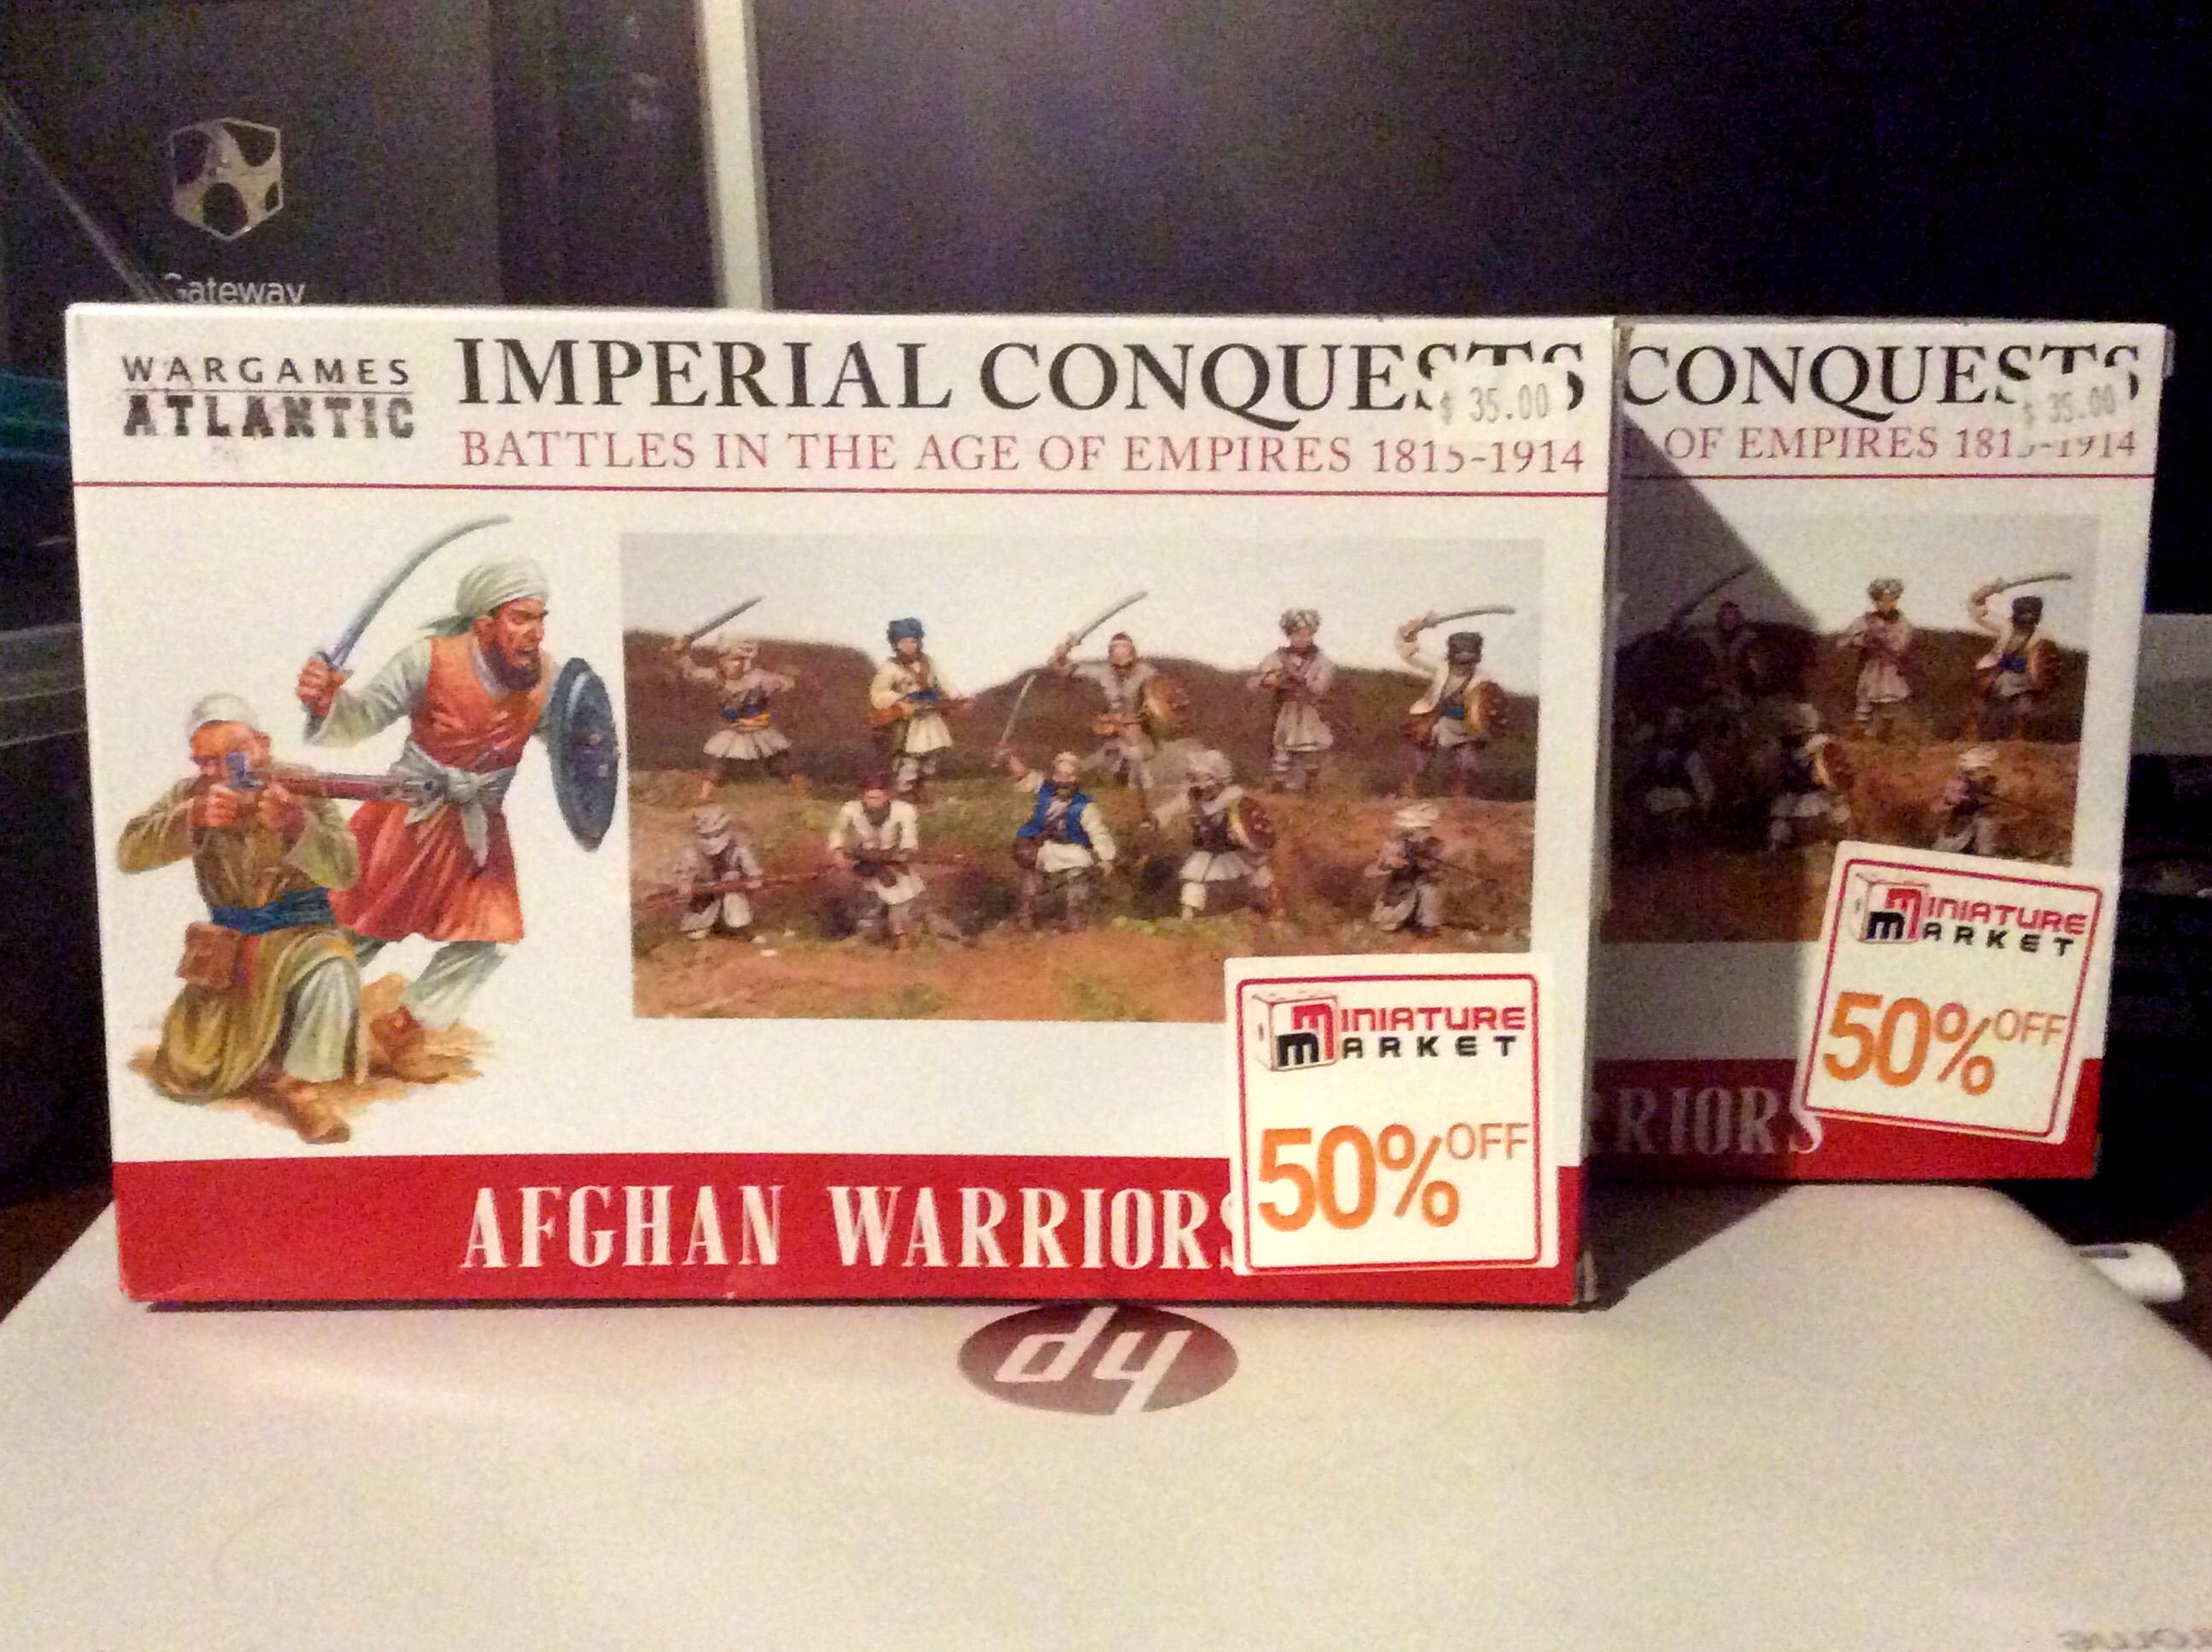 Gateway
WARGAMES
ATLANTIC
IMPERIAL CONQUESTS
$ 35.00
BATTLES IN THE AGE OF EMPIRES 1815-1914
MINIATURE
MARKET
50% OFF
AFGHAN WARRIORS
CONQUESTS
$ 35.00
OF EMPIRES 1815-1914
MINIATURE
MARKET
50% OFF
RRIORS
hp